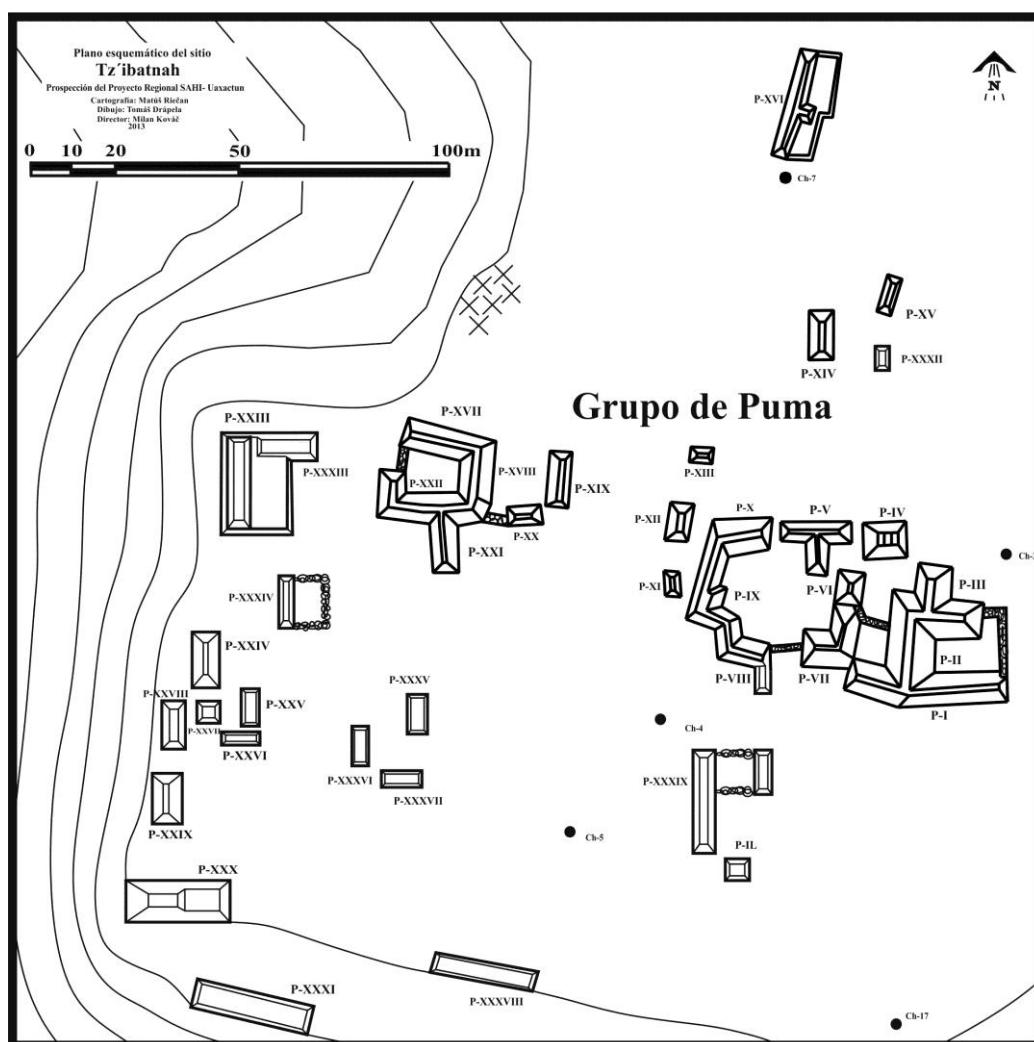 Plano esquemático del sitio
Tz´ibatnah
Prospección del Proyecto Regional SAHI- Uaxactun
Cartografía: Matúš Riečan
Dibujo: Tomáš Drápela
Director: Milan Kováč
2013
0 10 20 50 100m
N
P-XVI
Ch-7
P-XV
P-XIV
P-XXXII
Grupo de Puma
P-XXIII
P-XVII
P-XXXIII
P-XVIII
P-XIII
P-XXII
P-XIX
P-XII
P-X
P-V
P-IV
P-XX
P-XXI
P-XI
P-IX
P-VI
P-III
P-XXXIV
P-XXIV
P-II
P-VIII
P-VII
P-I
P-XXXV
P-XXVIII
P-XXV
P-XXVII
Ch-4
P-XXVI
P-XXXVI
P-XXXIX
P-XXXVII
P-XXIX
Ch-5
P-IL
P-XXX
P-XXXI
P-XXXVIII
Ch-17